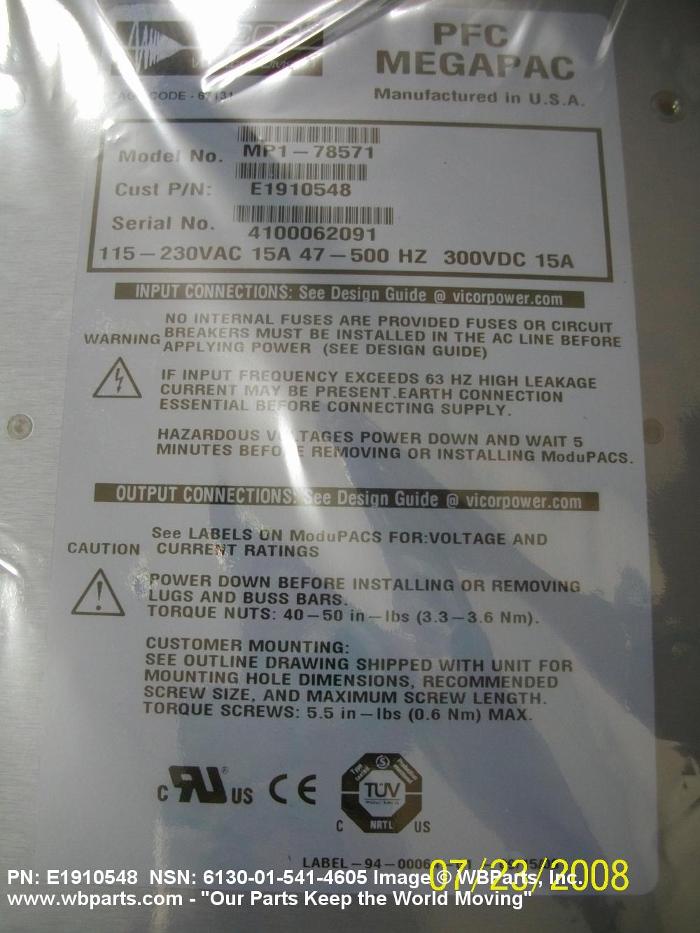 PFC
MEGAPAC
Manufactured in U.S.A.
CODE - 67131
Model No. MP1-78571
Cust P/N: E1910548
Serial No. 4100062091
115-230VAC 15A 47-500 HZ 300VDC 15A
INPUT CONNECTIONS: See Design Guide @ vicorpower.com
NO INTERNAL FUSES ARE PROVIDED FUSES OR CIRCUIT
WARNING BREAKERS MUST BE INSTALLED IN THE AC LINE BEFORE
APPLYING POWER (SEE DESIGN GUIDE)
IF INPUT FREQUENCY EXCEEDS 63 HZ HIGH LEAKAGE
CURRENT MAY BE PRESENT.EARTH CONNECTION
ESSENTIAL BEFORE CONNECTING SUPPLY.
HAZARDOUS VOLTAGES POWER DOWN AND WAIT 5
MINUTES BEFORE REMOVING OR INSTALLING ModuPACS.
OUTPUT CONNECTIONS: See Design Guide @ vicorpower.com
See LABELS ON ModuPACS FOR:VOLTAGE AND
CAUTION CURRENT RATINGS
POWER DOWN BEFORE INSTALLING OR REMOVING
LUGS AND BUSS BARS.
TORQUE NUTS: 40-50 in-lbs (3.3-3.6 Nm).
CUSTOMER MOUNTING:
SEE OUTLINE DRAWING SHIPPED WITH UNIT FOR
MOUNTING HOLE DIMENSIONS, RECOMMENDED
SCREW SIZE, AND MAXIMUM SCREW LENGTH.
TORQUE SCREWS: 5.5 in-lbs (0.6 Nm) MAX.
c RU ® US CE
TÜV
C NRTL US
07/23/2008
PN: E1910548 NSN: 6130-01-541-4605 Image © WBParts, Inc.
www.wbparts.com - "Our Parts Keep the World Moving"